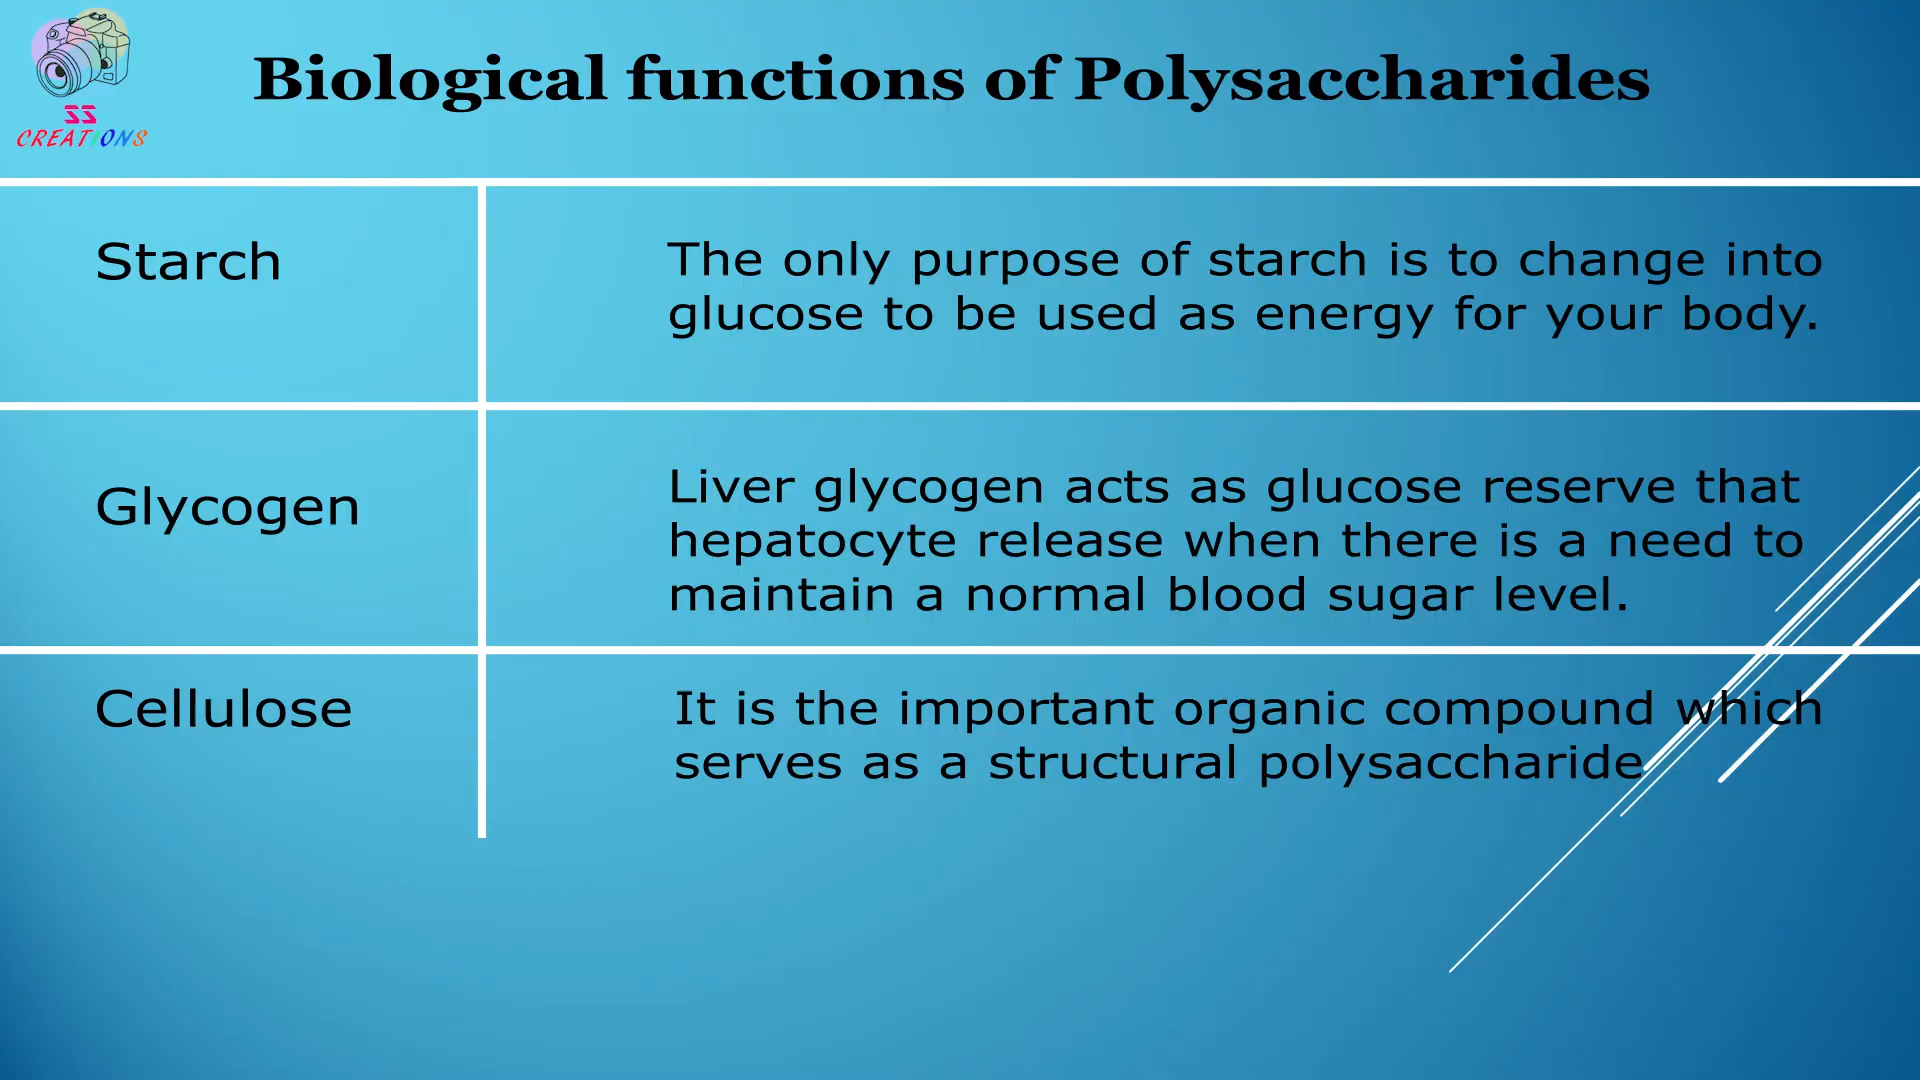 Biological functions of Polysaccharides
SS
CREATIONS
Starch
The only purpose of starch is to change into
glucose to be used as energy for your body.
Glycogen
Liver glycogen acts as glucose reserve that
hepatocyte release when there is a need to
maintain a normal blood sugar level.
Cellulose
It is the important organic compound which
serves as a structural polysaccharide